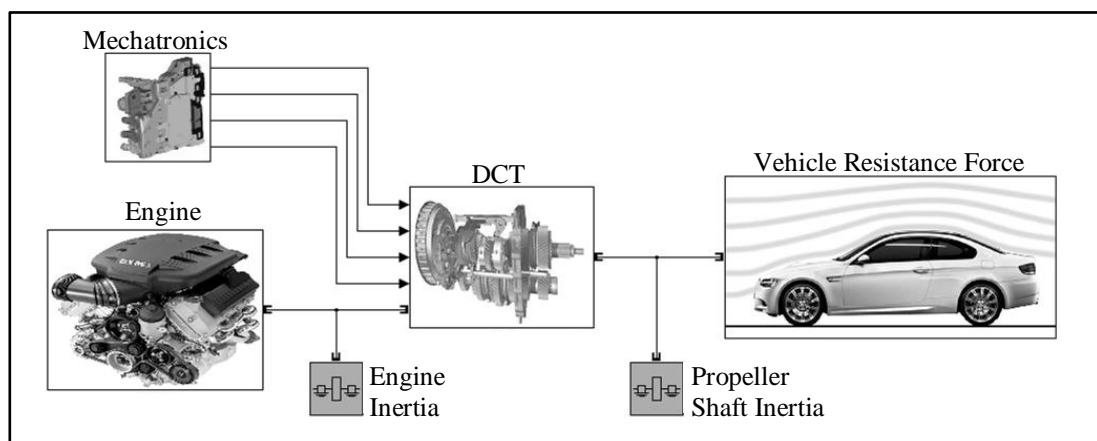 Mechatronics
DCT
Vehicle Resistance Force
Engine
Engine
Inertia
Propeller
Shaft Inertia